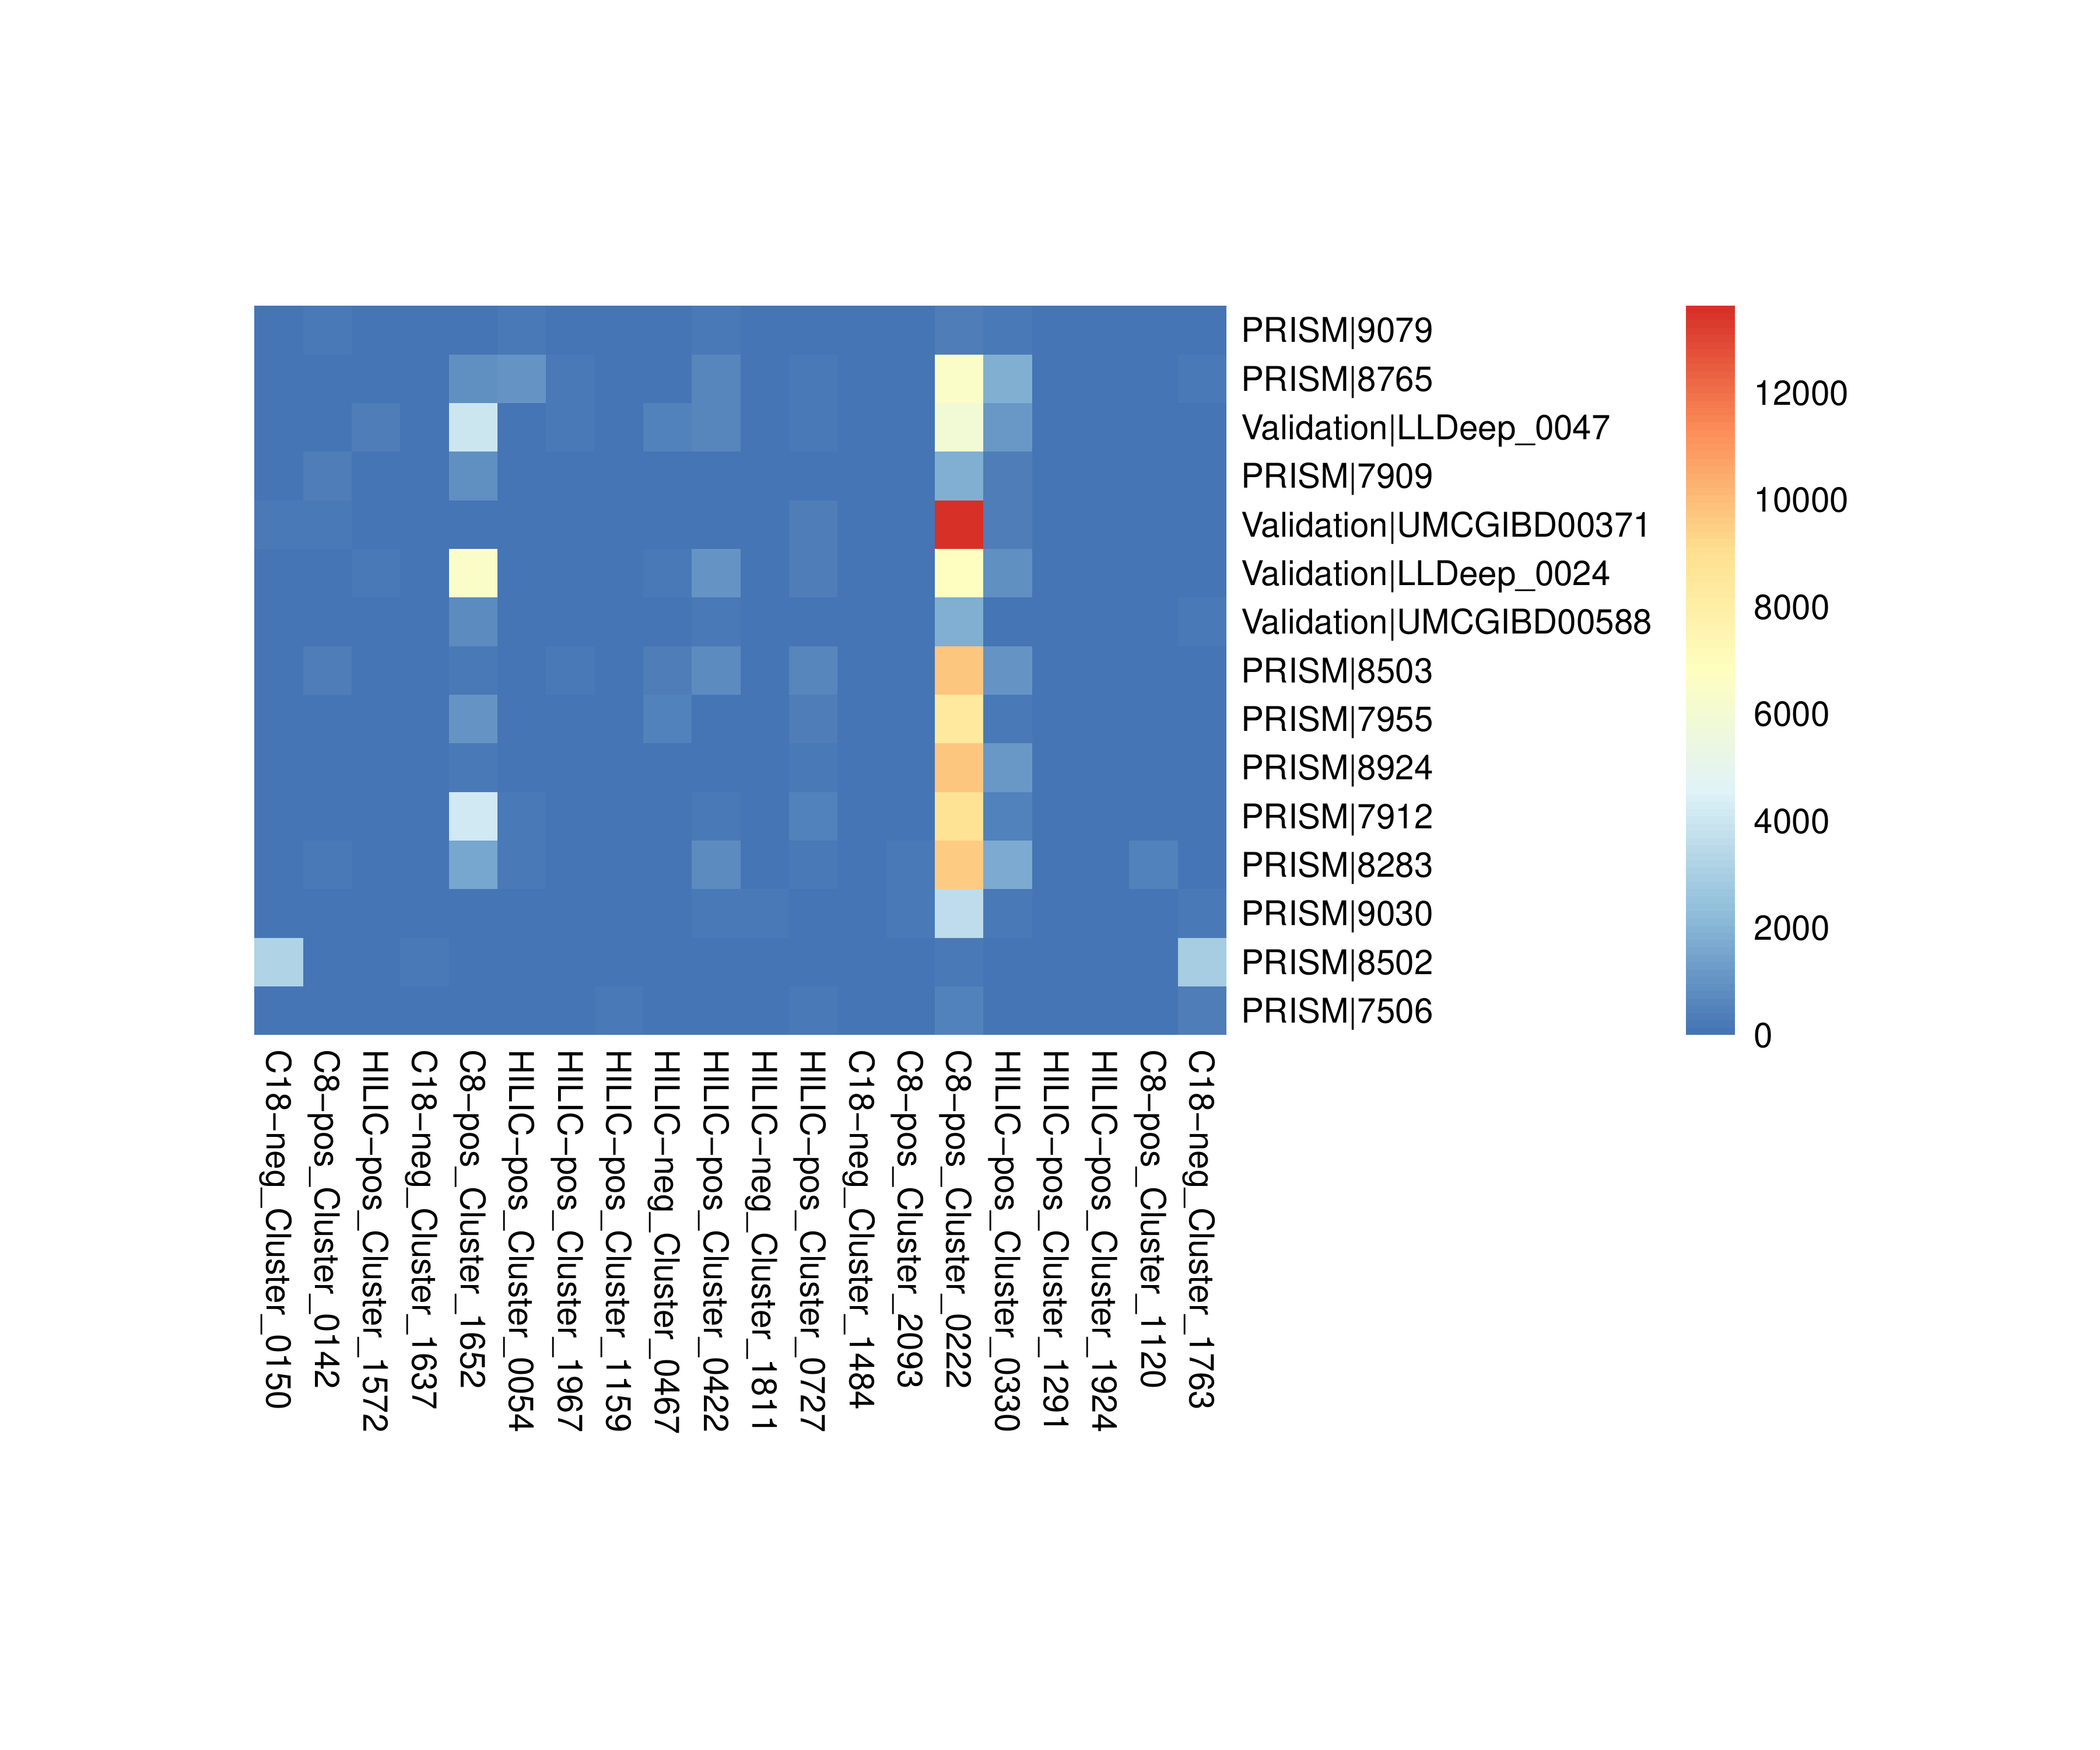 PRISM|9079
PRISM|8765
Validation|LLDeep_0047
PRISM|7909
Validation|UMCGIBD00371
Validation|LLDeep_0024
Validation|UMCGIBD00588
PRISM|8503
PRISM|7955
PRISM|8924
PRISM|7912
PRISM|8283
PRISM|9030
PRISM|8502
PRISM|7506
12000
10000
8000
6000
4000
2000
0
C18−neg_Cluster_0150
C8−pos_Cluster_0142
HILIC−pos_Cluster_1572
C18−neg_Cluster_1637
C8−pos_Cluster_1652
HILIC−pos_Cluster_0054
HILIC−pos_Cluster_1967
HILIC−pos_Cluster_1159
HILIC−neg_Cluster_0467
HILIC−pos_Cluster_0422
HILIC−neg_Cluster_1811
HILIC−pos_Cluster_0727
C18−neg_Cluster_1484
C8−pos_Cluster_2093
C8−pos_Cluster_0222
HILIC−pos_Cluster_0330
HILIC−pos_Cluster_1291
HILIC−pos_Cluster_1924
C8−pos_Cluster_1120
C18−neg_Cluster_1763